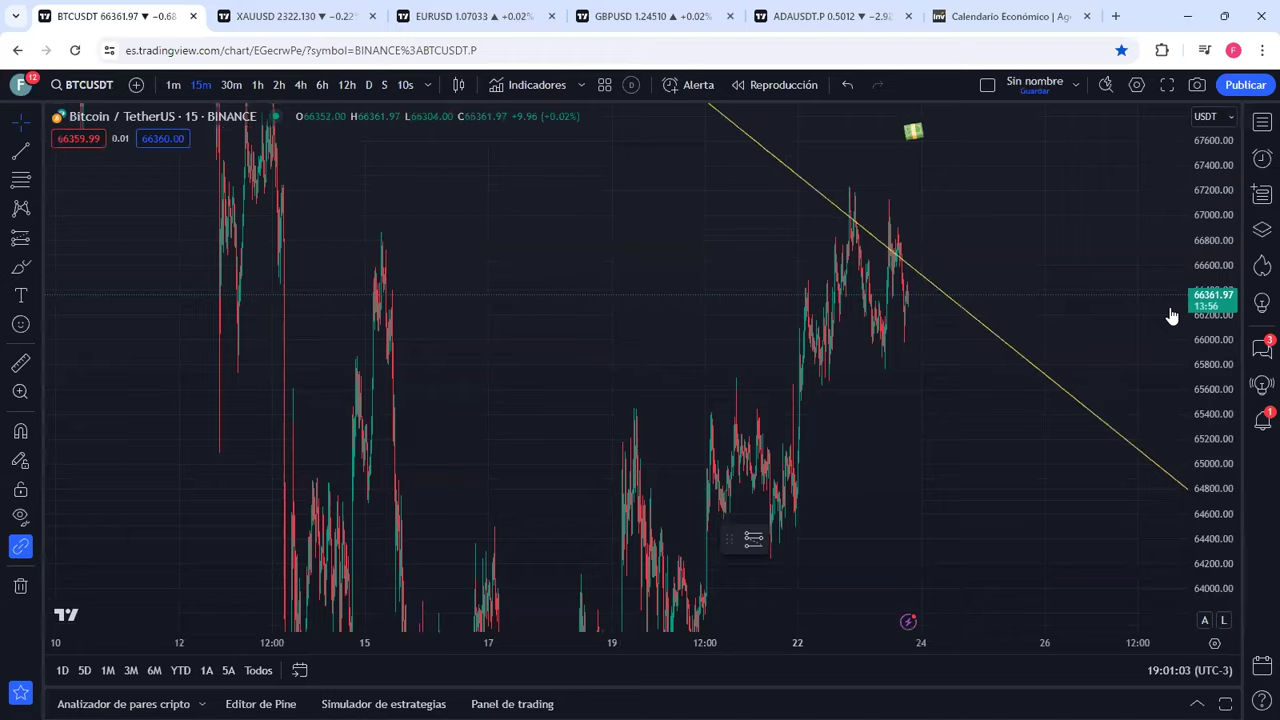 BTCUSDT 66361.97 ▼ −0.68
XAUUSD 2322.130 ▼ −0.22%
EURUSD 1.07033 ▲ +0.02%
GBPUSD 1.24510 ▲ +0.02%
ADAUSDT.P 0.5012 ▼ −2.9
Calendario Económico | Ag
es.tradingview.com/chart/EGecrwPe/?symbol=BINANCE%3ABTCUSDT.P
F
F 12
BTCUSDT
1m 15m 30m 1h 2h 4h 6h 12h D S 10s
Indicadores
D
Alerta
Reproducción
Sin nombre
Guardar
Publicar
Bitcoin / TetherUS · 15 · BINANCE
O66352.00 H66361.97 L66304.00 C66361.97 +9.96 (+0.02%)
66359.99 0.01 66360.00
USDT
67600.00
67400.00
67200.00
67000.00
66800.00
66600.00
66361.97
13:56
66200.00
66000.00
65800.00
65600.00
65400.00
65200.00
65000.00
64800.00
64600.00
64400.00
64200.00
64000.00
3
1
A L
10 12 12:00 15 17 19 12:00 22 24 26 12:00
1D 5D 1M 3M 6M YTD 1A 5A Todos
19:01:03 (UTC-3)
Analizador de pares cripto
Editor de Pine
Simulador de estrategias
Panel de trading